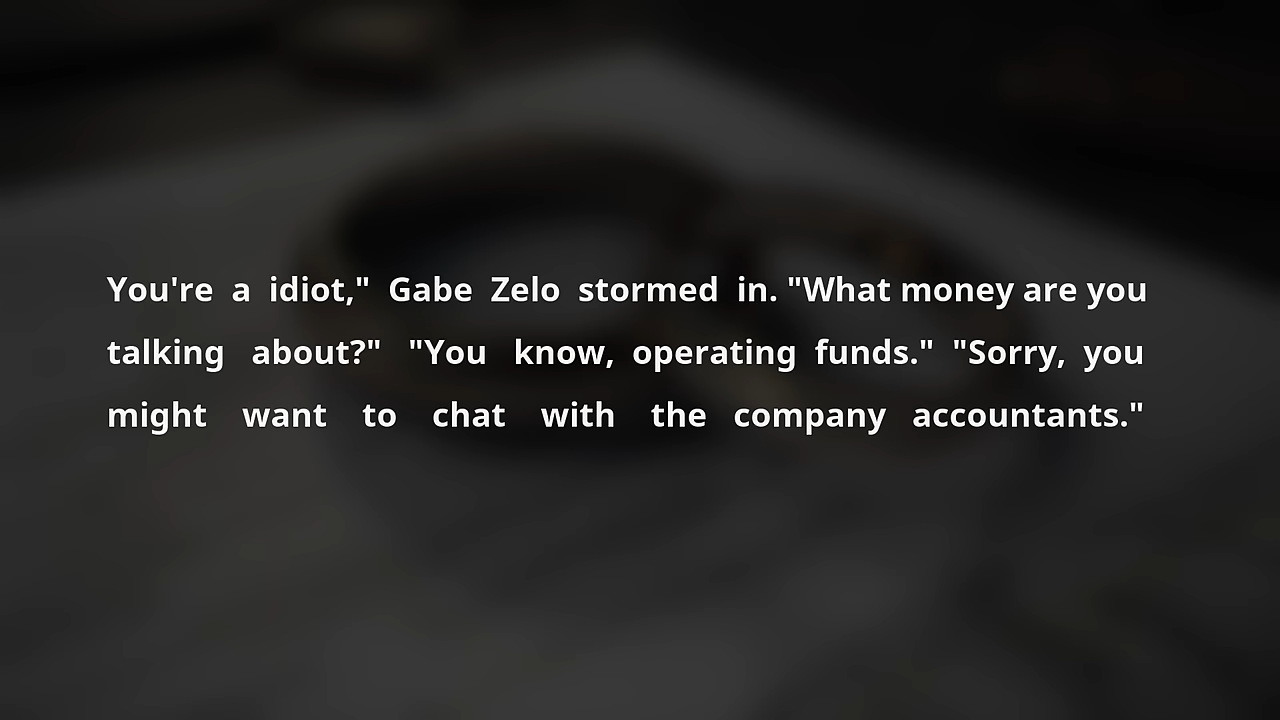 You're a idiot," Gabe Zelo stormed in. "What money are you
talking about?" "You know, operating funds." "Sorry, you
might want to chat with the company accountants."